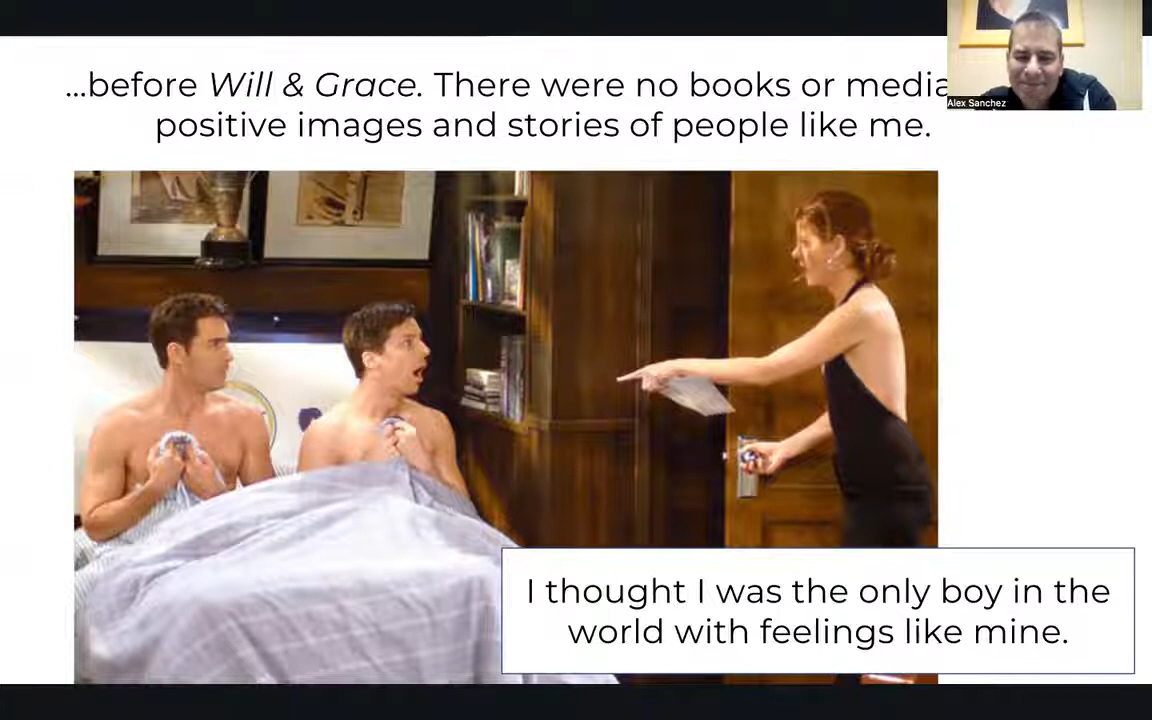 ...before Will & Grace. There were no books or media
positive images and stories of people like me.
Alex Sanchez
I thought I was the only boy in the
world with feelings like mine.